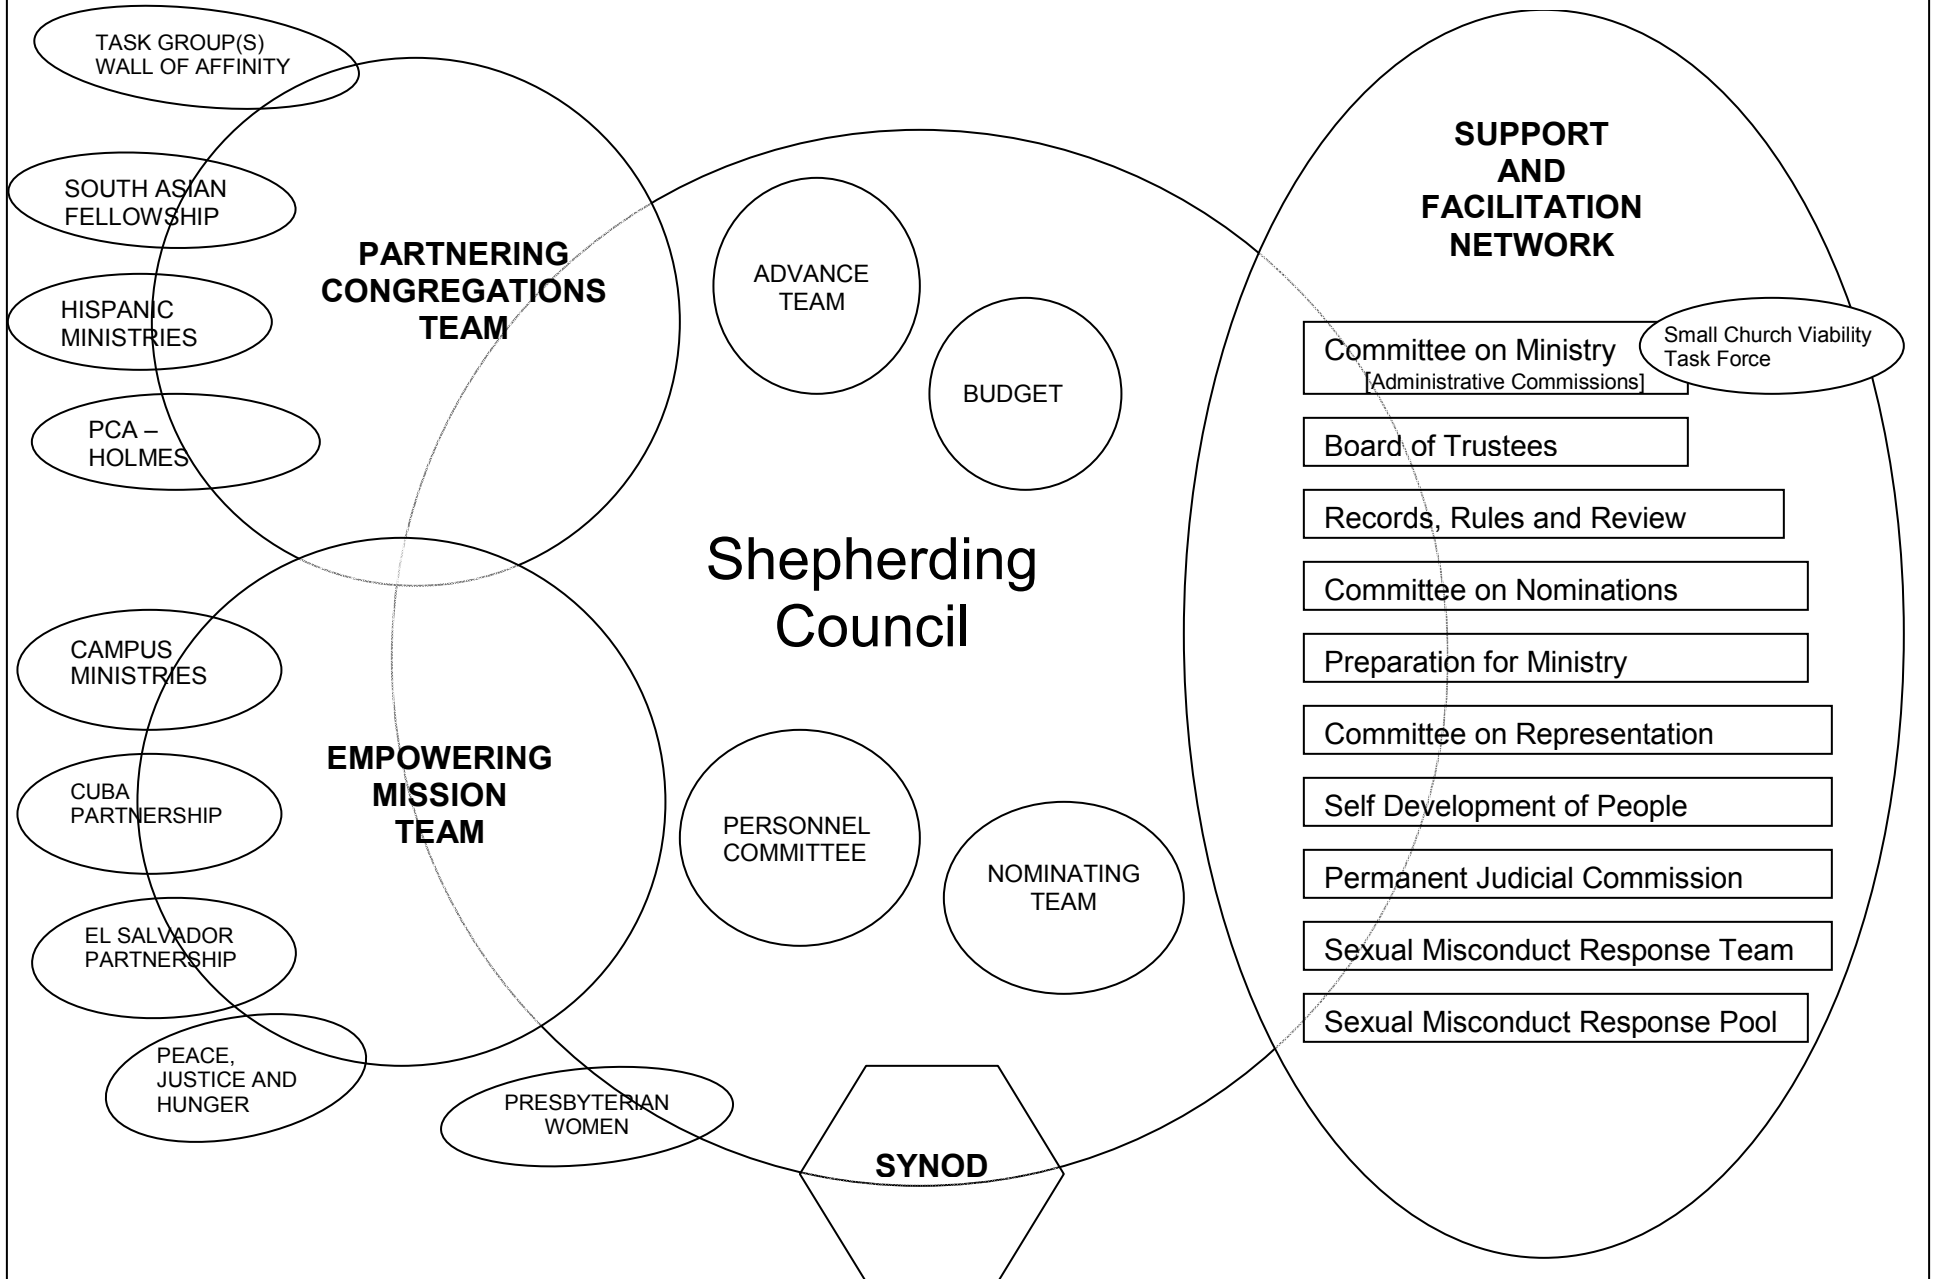 TASK GROUP(S)
WALL OF AFFINITY
SOUTH ASIAN
FELLOWSHIP
HISPANIC
MINISTRIES
PCA –
HOLMES
PARTNERING
CONGREGATIONS
TEAM
CAMPUS
MINISTRIES
CUBA
PARTNERSHIP
EL SALVADOR
PARTNERSHIP
PEACE,
JUSTICE AND
HUNGER
EMPOWERING
MISSION
TEAM
PRESBYTERIAN
WOMEN
ADVANCE
TEAM
BUDGET
Shepherding
Council
PERSONNEL
COMMITTEE
NOMINATING
TEAM
SYNOD
SUPPORT
AND
FACILITATION
NETWORK
Committee on Ministry
[Administrative Commissions]
Small Church Viability
Task Force
Board of Trustees
Records, Rules and Review
Committee on Nominations
Preparation for Ministry
Committee on Representation
Self Development of People
Permanent Judicial Commission
Sexual Misconduct Response Team
Sexual Misconduct Response Pool